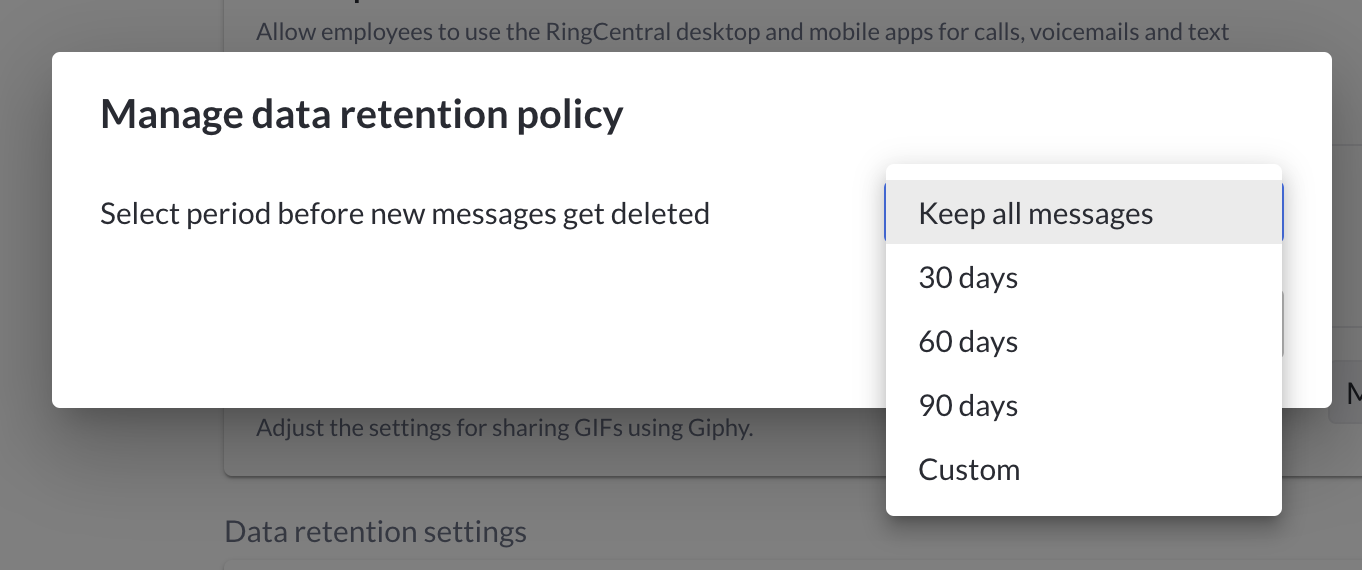 Allow employees to use the RingCentral desktop and mobile apps for calls, voicemails and text
Manage data retention policy
Select period before new messages get deleted
Keep all messages
30 days
60 days
90 days
Custom
Adjust the settings for sharing GIFs using Giphy.
Data retention settings